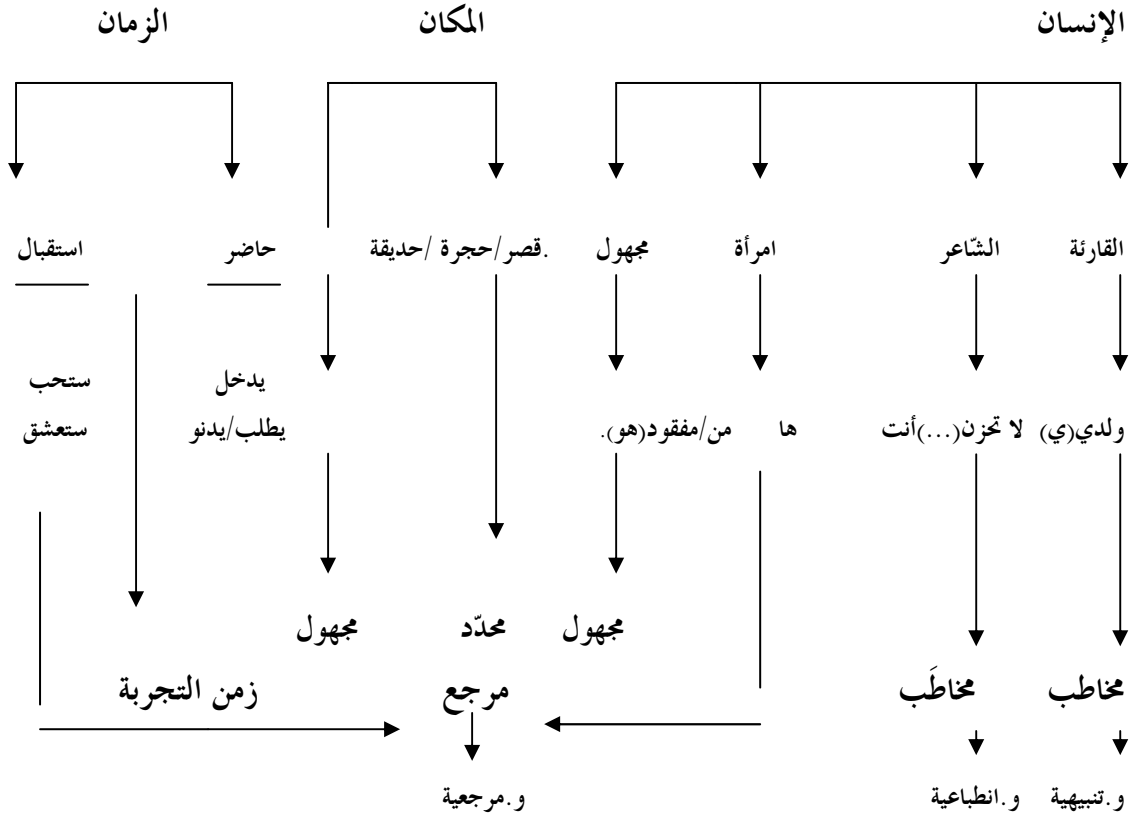 الإنسان المكان الزمان
القارئة الشّاعر امرأة مجهول .قصر/حجرة /حديقة حاضر استقبال
يدخل ستحب
ولدي(ي) لا تحزن(...)أنت ها من/مفقود(هو). يطلب/يدنو ستعشق
مجهول محدّد مجهول
مخاطب مخاطَب مرجع زمن التجربة
و.تنبيهية و.انطباعية و.مرجعية